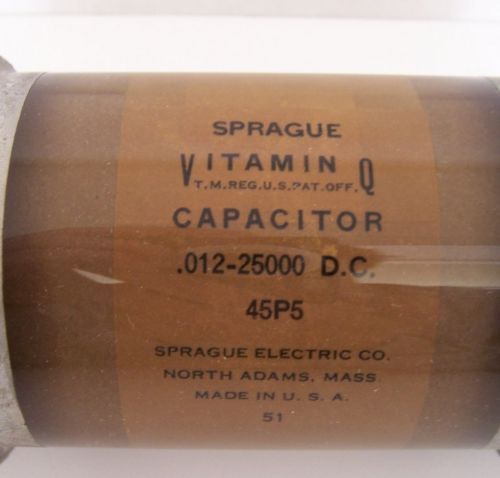 SPRAGUE
VITAMIN Q
T.M.REG.U.S.PAT.OFF.
CAPACITOR
.012-25000 D.C.
45P5
SPRAGUE ELECTRIC CO.
NORTH ADAMS, MASS
MADE IN U. S. A.
51